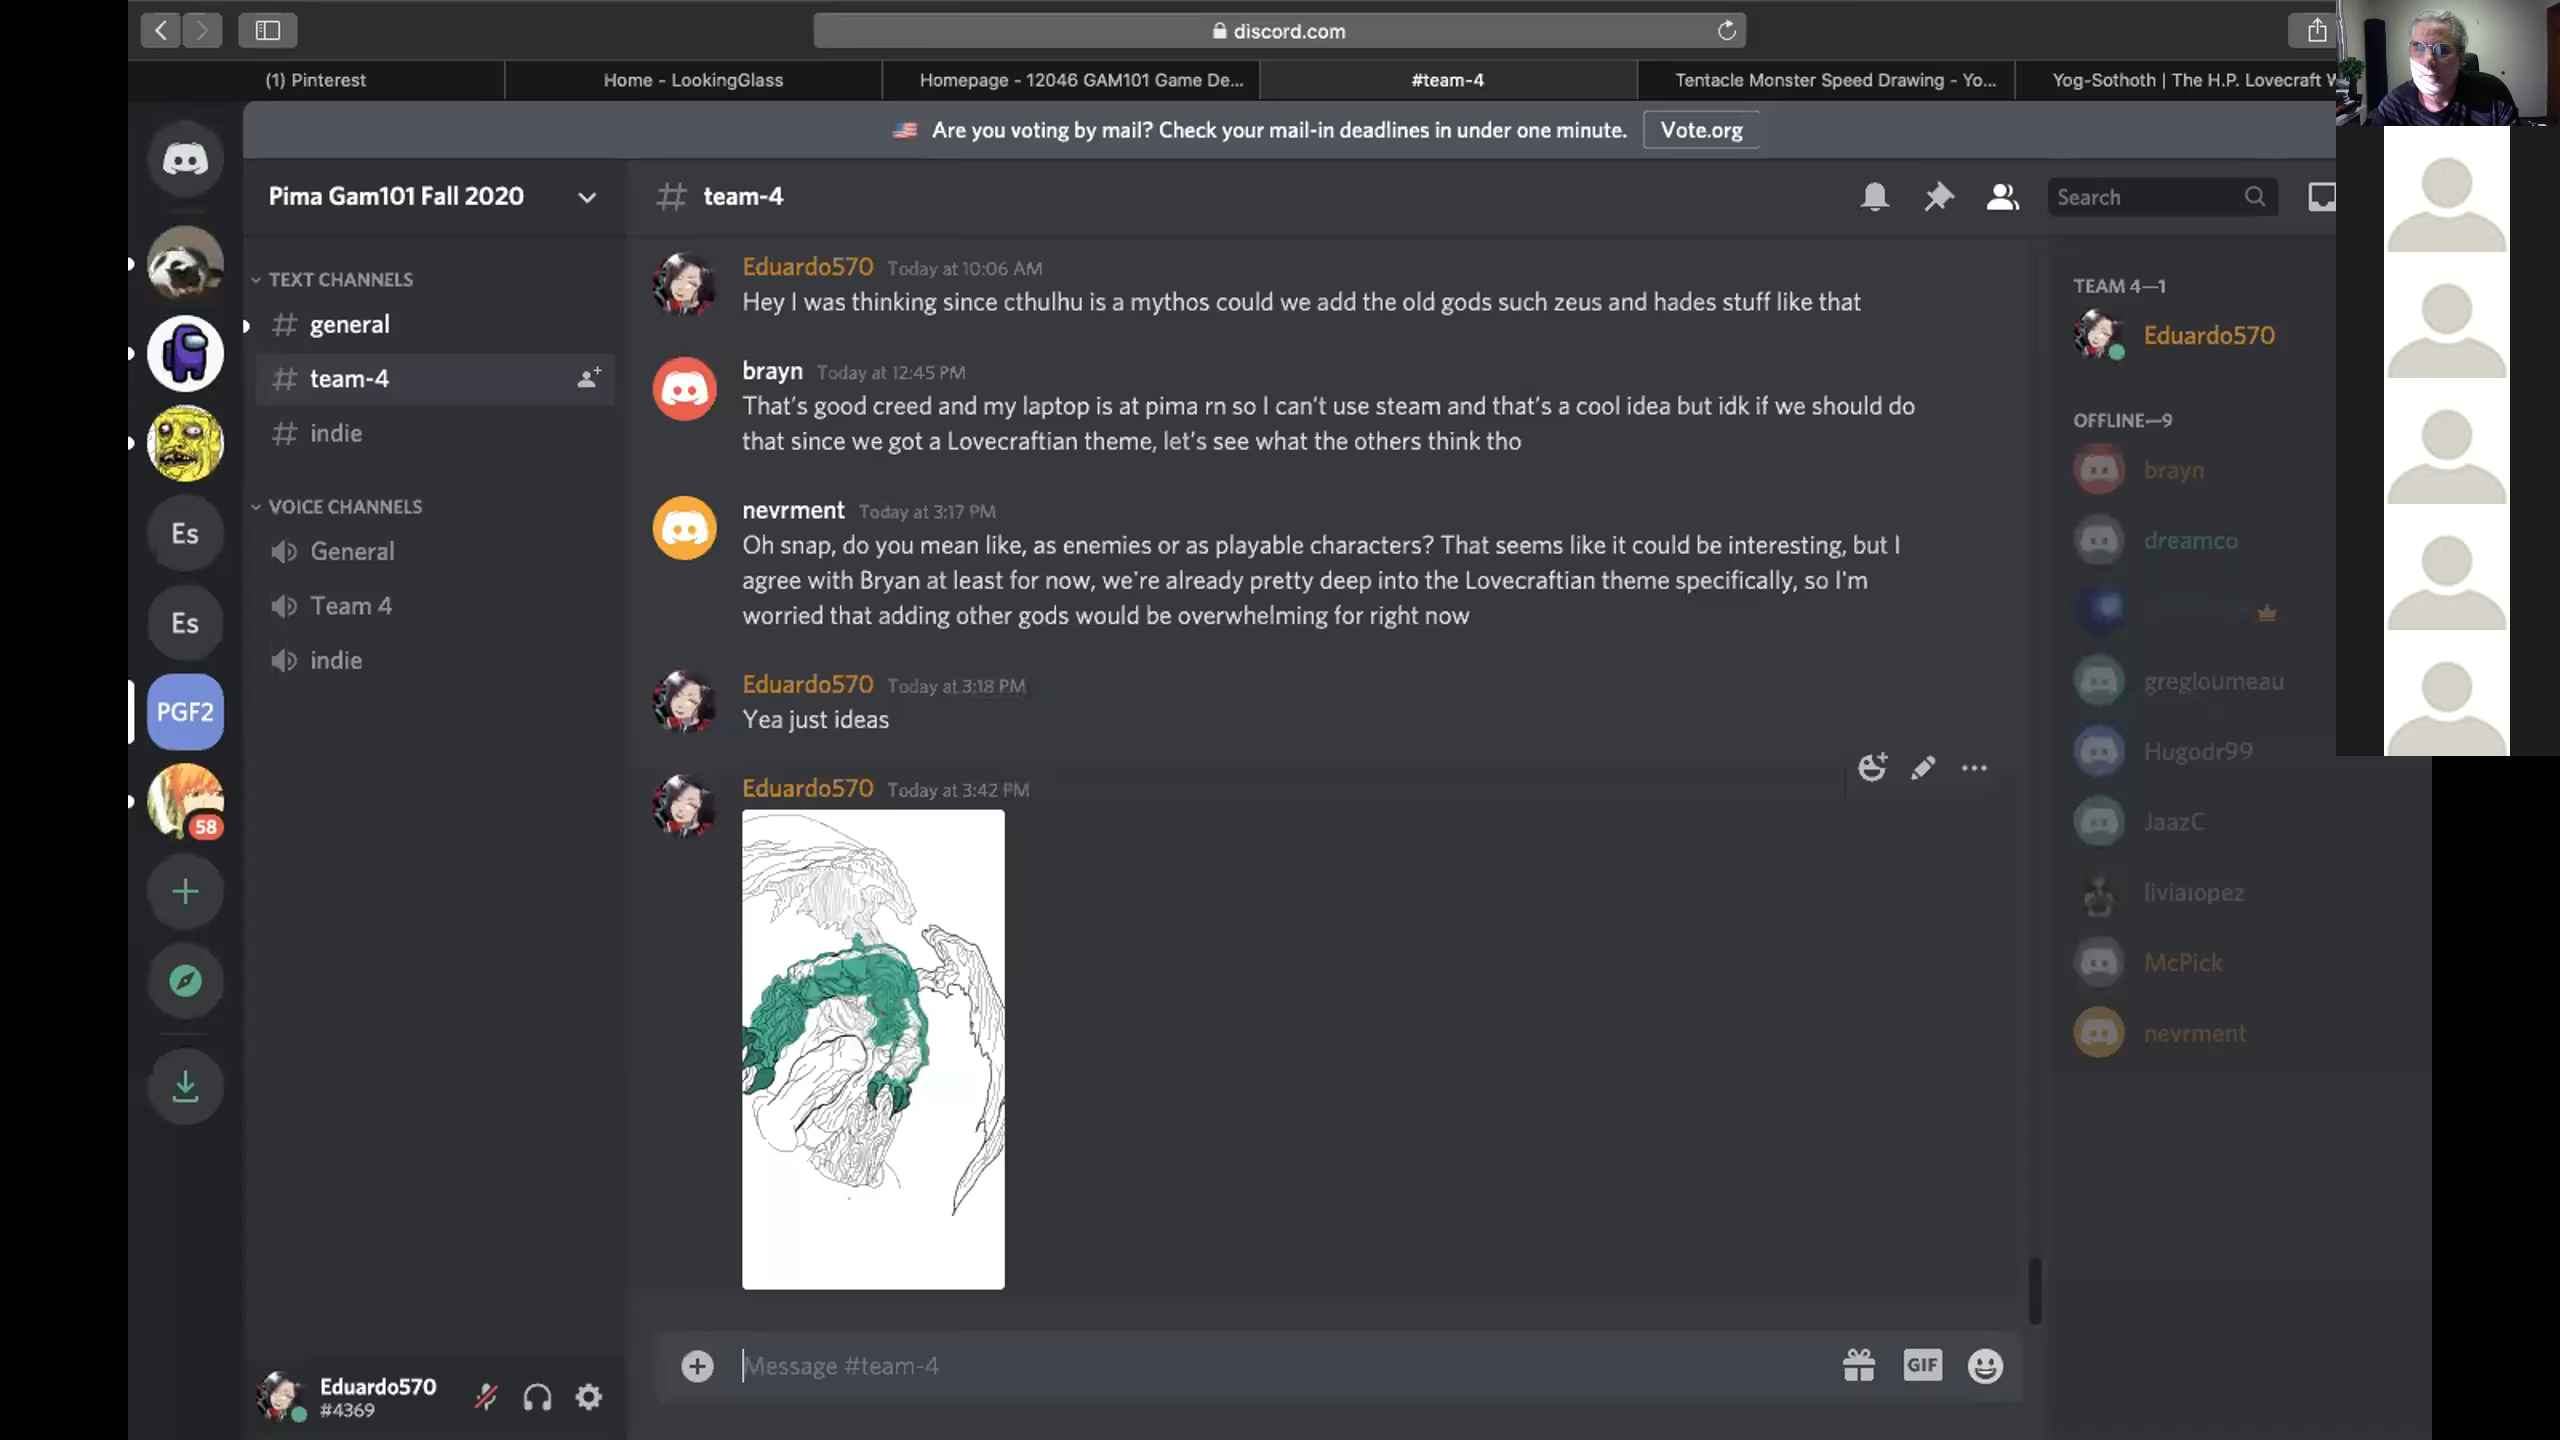 discord.com
(1) Pinterest
Home - LookingGlass
Homepage - 12046 GAM101 Game De...
#team-4
Tentacle Monster Speed Drawing - Yo...
Yog-Sothoth | The H.P. Lovecraft W
Are you voting by mail? Check your mail-in deadlines in under one minute.
Vote.org
Pima Gam101 Fall 2020
team-4
Search
TEXT CHANNELS
general
team-4
indie
VOICE CHANNELS
General
Team 4
indie
Es
Es
PGF2
58
Eduardo570 Today at 10:06 AM
Hey I was thinking since cthulhu is a mythos could we add the old gods such zeus and hades stuff like that
brayn Today at 12:45 PM
That's good creed and my laptop is at pima rn so I can't use steam and that's a cool idea but idk if we should do
that since we got a Lovecraftian theme, let's see what the others think tho
nevrment Today at 3:17 PM
Oh snap, do you mean like, as enemies or as playable characters? That seems like it could be interesting, but I
agree with Bryan at least for now, we're already pretty deep into the Lovecraftian theme specifically, so I'm
worried that adding other gods would be overwhelming for right now
Eduardo570 Today at 3:18 PM
Yea just ideas
Eduardo570 Today at 3:42 PM
Message #team-4
GIF
TEAM 4—1
Eduardo570
OFFLINE—9
brayn
dreamco
gregloumeau
Hugodr99
JaazC
McPick
nevrment
Eduardo570
#4369